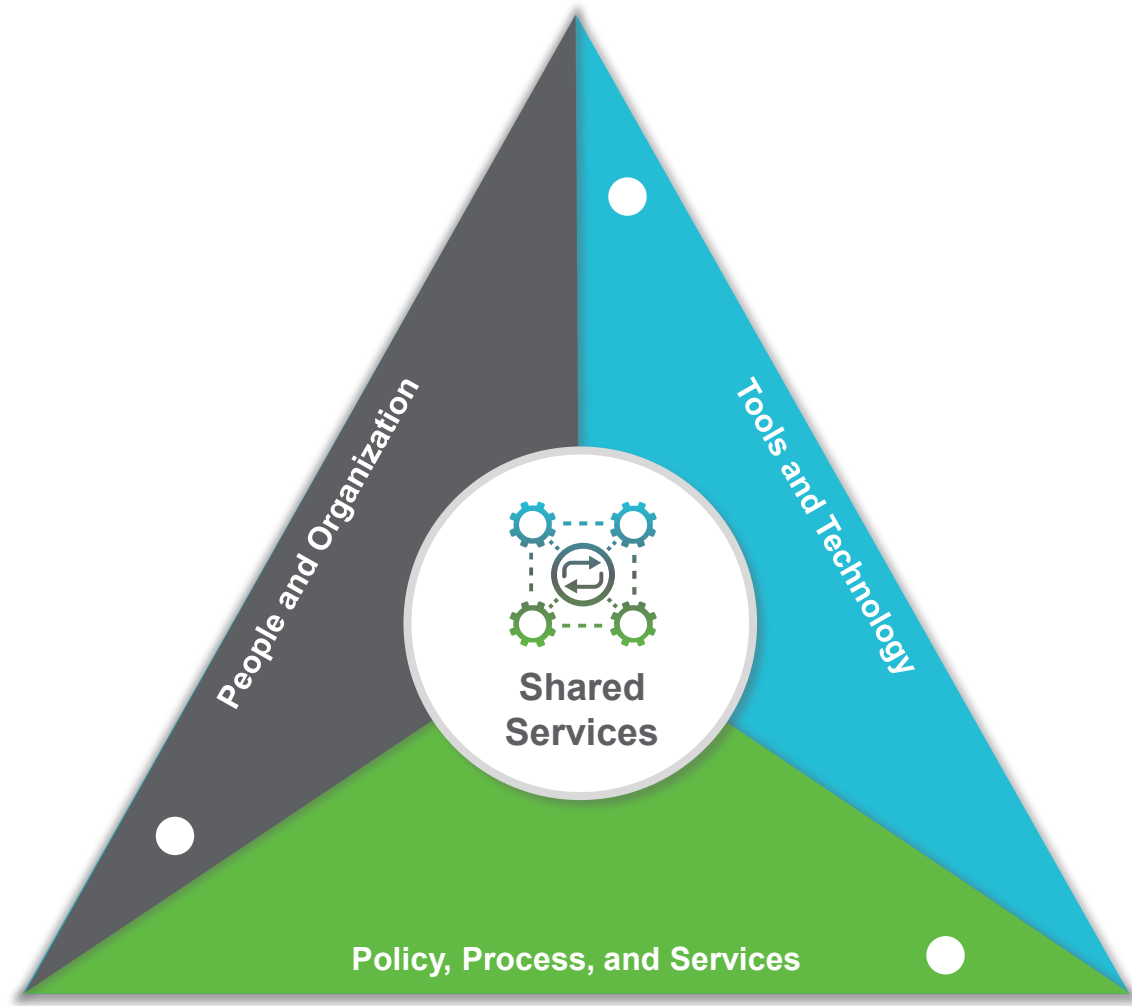 People and Organization
Tools and Technology
Shared
Services
Policy, Process, and Services